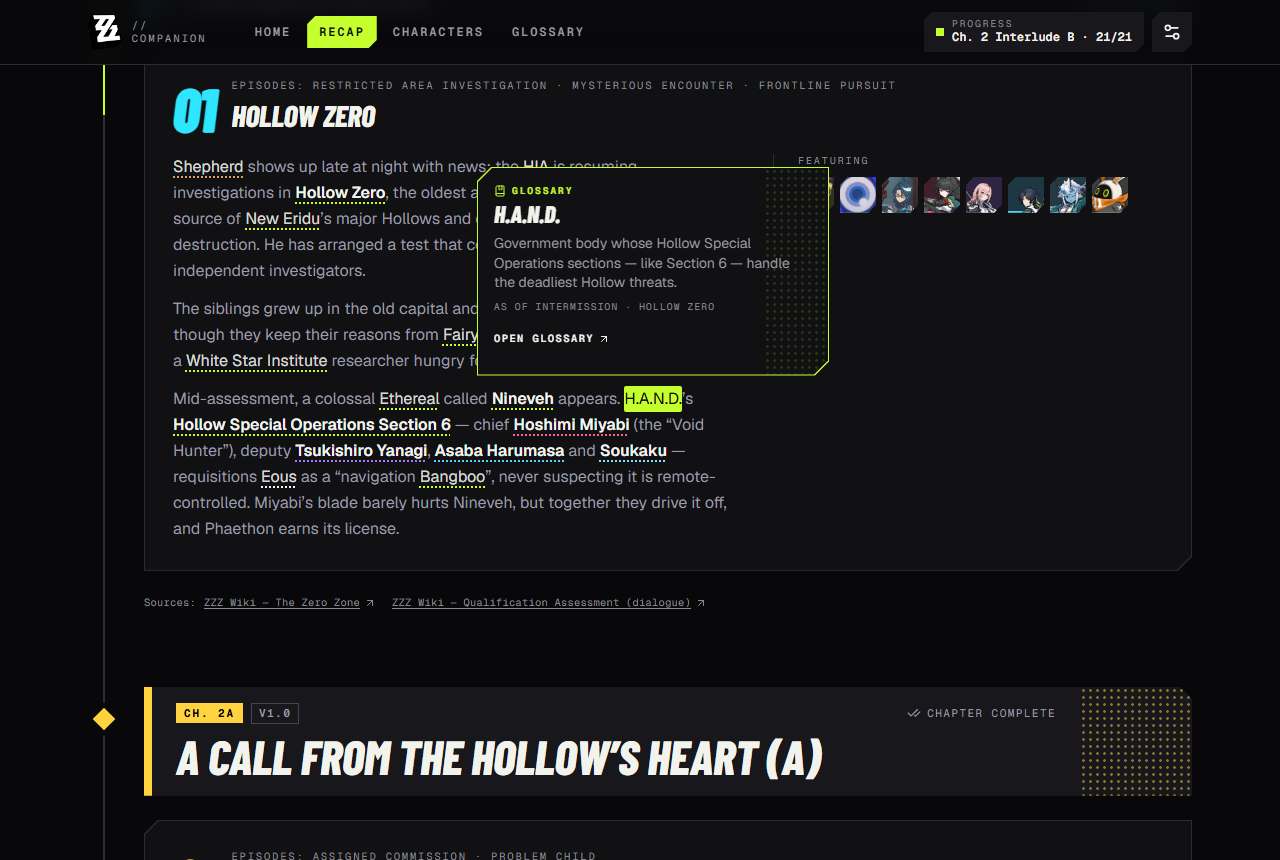 //
COMPANION
HOME
RECAP
CHARACTERS
GLOSSARY
PROGRESS
Ch. 2 Interlude B · 21/21
EPISODES: RESTRICTED AREA INVESTIGATION · MYSTERIOUS ENCOUNTER · FRONTLINE PURSUIT
01
HOLLOW ZERO
Shepherd shows up late at night with news: the HIA is resuming
investigations in Hollow Zero, the oldest
source of New Eridu's major Hollows and
destruction. He has arranged a test that
independent investigators.
The siblings grew up in the old capital and
though they keep their reasons from Fairy
a White Star Institute researcher hungry
Mid-assessment, a colossal Ethereal called Nineveh appears. H.A.N.D.'s
Hollow Special Operations Section 6 — chief Hoshimi Miyabi (the “Void
Hunter”), deputy Tsukishiro Yanagi, Asaba Harumasa and Soukaku —
requisitions Eous as a “navigation Bangboo”, never suspecting it is remote-
controlled. Miyabi’s blade barely hurts Nineveh, but together they drive it off,
and Phaethon earns its license.
FEATURING
GLOSSARY
H.A.N.D.
Government body whose Hollow Special
Operations sections — like Section 6 — handle
the deadliest Hollow threats.
AS OF INTERMISSION · HOLLOW ZERO
OPEN GLOSSARY
Sources: ZZZ Wiki — The Zero Zone ZZZ Wiki — Qualification Assessment (dialogue)
CH. 2A
V1.0
CHAPTER COMPLETE
A CALL FROM THE HOLLOW’S HEART (A)
EPISODES: ASSIGNED COMMISSION · PROBLEM CHILD